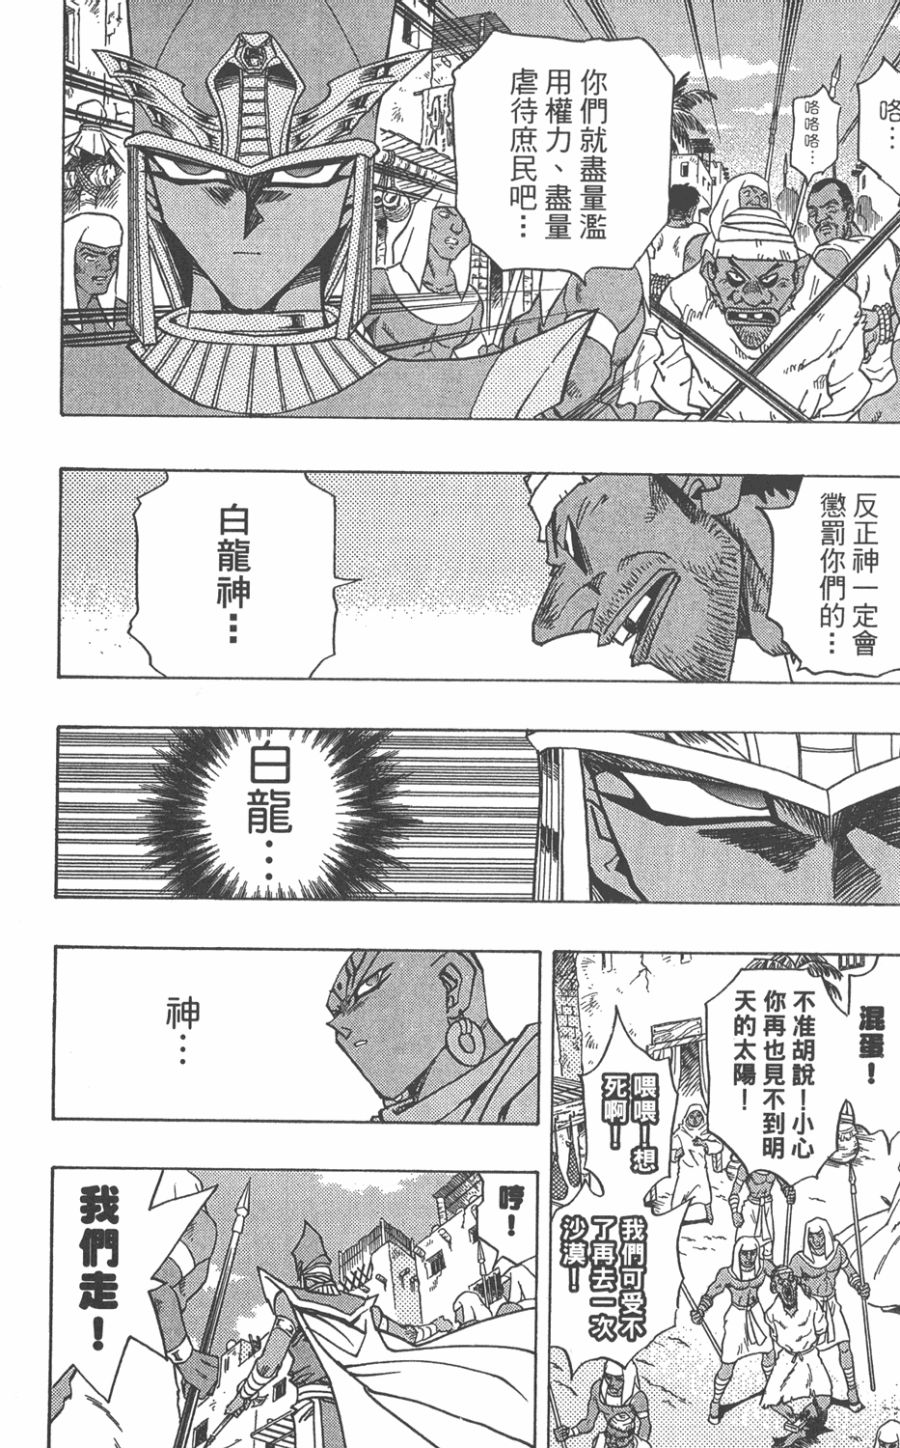 咯…
咯咯
咯…
你們就盡量濫
用權力、盡量
虐待庶民吧…
反正神一定會
懲罰你們的…
白龍神…
白龍…
混蛋！
不准胡說！小心
你再也見不到明
天的太陽！
喂喂！想
死啊！
我們可受不
了再去一次
沙漠！
神…
哼！
我們走！